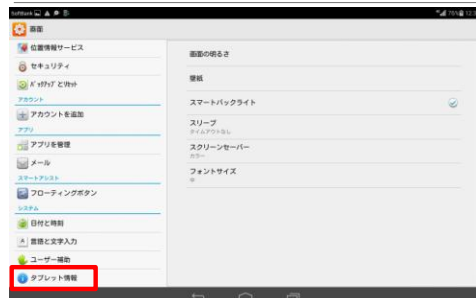 SoftBank
70%
画面
位置情報サービス
セキュリティ
バックアップとリセット
アカウント
アカウントを追加
アプリ
アプリを管理
メール
スマートアシスト
フローティングボタン
システム
日付と時刻
言語と文字入力
ユーザー補助
タブレット情報
画面の明るさ
壁紙
スマートバックライト
スリープ
タイムアウトなし
スクリーンセーバー
カラー
フォントサイズ
中